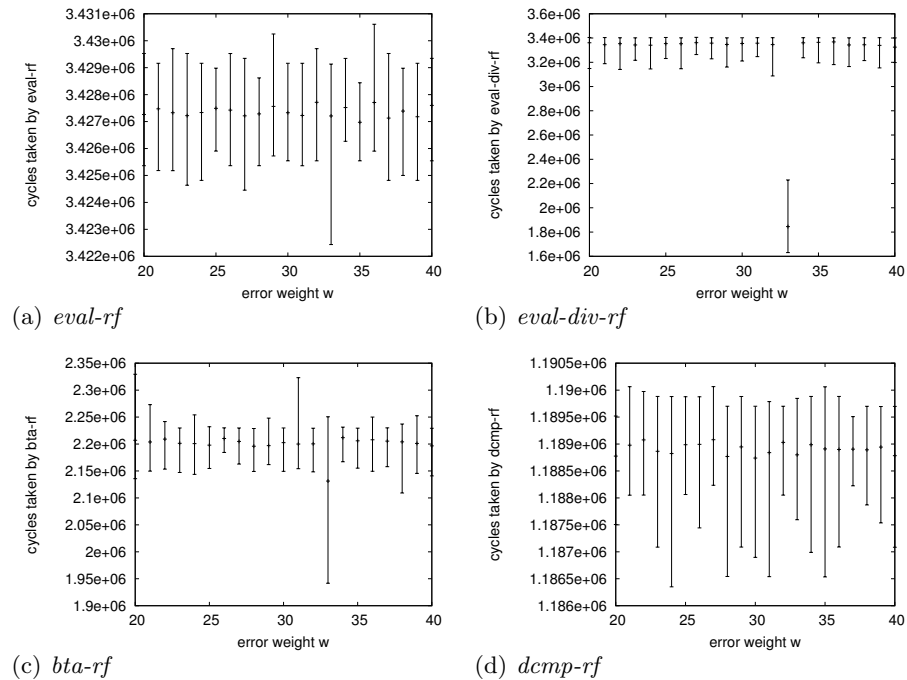 3.431e+06
3.43e+06
3.429e+06
3.428e+06
3.427e+06
3.426e+06
3.425e+06
3.424e+06
3.423e+06
3.422e+06
cycles taken by eval-rf
20 25 30 35 40
error weight w
(a) eval-rf
3.6e+06
3.4e+06
3.2e+06
3e+06
2.8e+06
2.6e+06
2.4e+06
2.2e+06
2e+06
1.8e+06
1.6e+06
cycles taken by eval-div-rf
20 25 30 35 40
error weight w
(b) eval-div-rf
2.35e+06
2.3e+06
2.25e+06
2.2e+06
2.15e+06
2.1e+06
2.05e+06
2e+06
1.95e+06
1.9e+06
cycles taken by bta-rf
20 25 30 35 40
error weight w
(c) bta-rf
1.1905e+06
1.19e+06
1.1895e+06
1.189e+06
1.1885e+06
1.188e+06
1.1875e+06
1.187e+06
1.1865e+06
1.186e+06
cycles taken by dcmp-rf
20 25 30 35 40
error weight w
(d) dcmp-rf